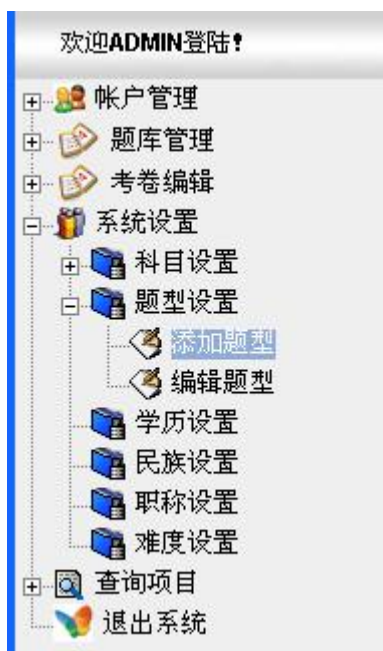 欢迎ADMIN登陆!
帐户管理
题库管理
考卷编辑
系统设置
科目设置
题型设置
添加题型
编辑题型
学历设置
民族设置
职称设置
难度设置
查询项目
退出系统